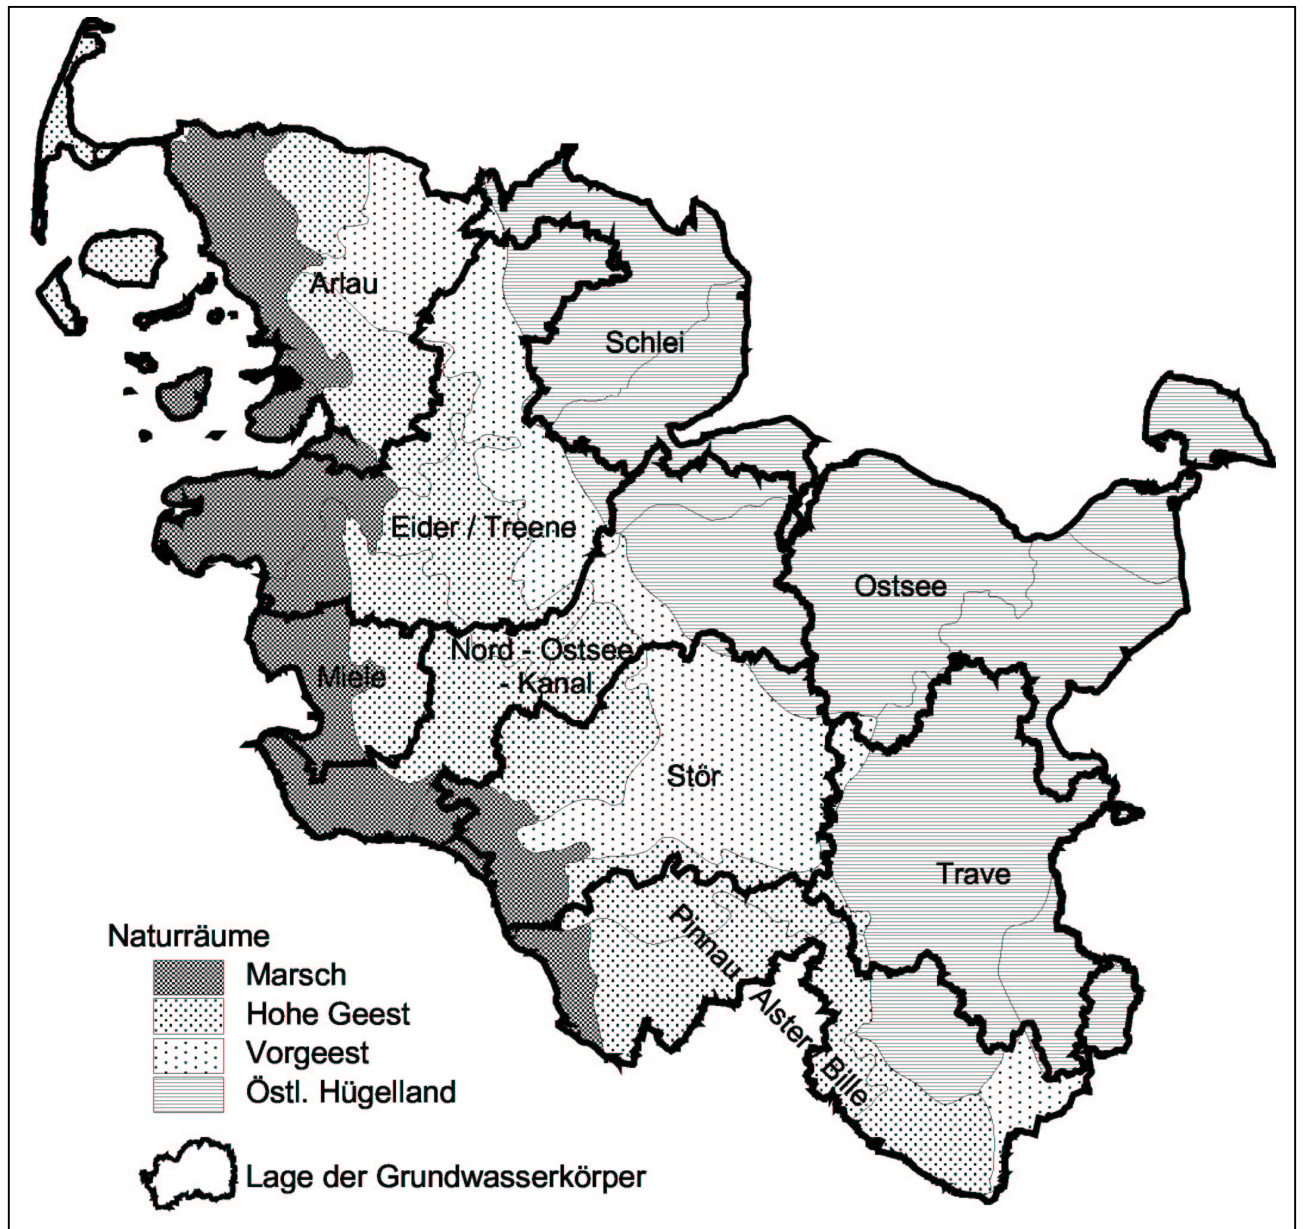 Arlau
Schlei
Eider / Treene
Ostsee
Nord - Ostsee
- Kanal
Miele
Stör
Trave
Pinnau
Alster / Bille
Naturräume
Marsch
Hohe Geest
Vorgeest
Östl. Hügelland
Lage der Grundwasserkörper